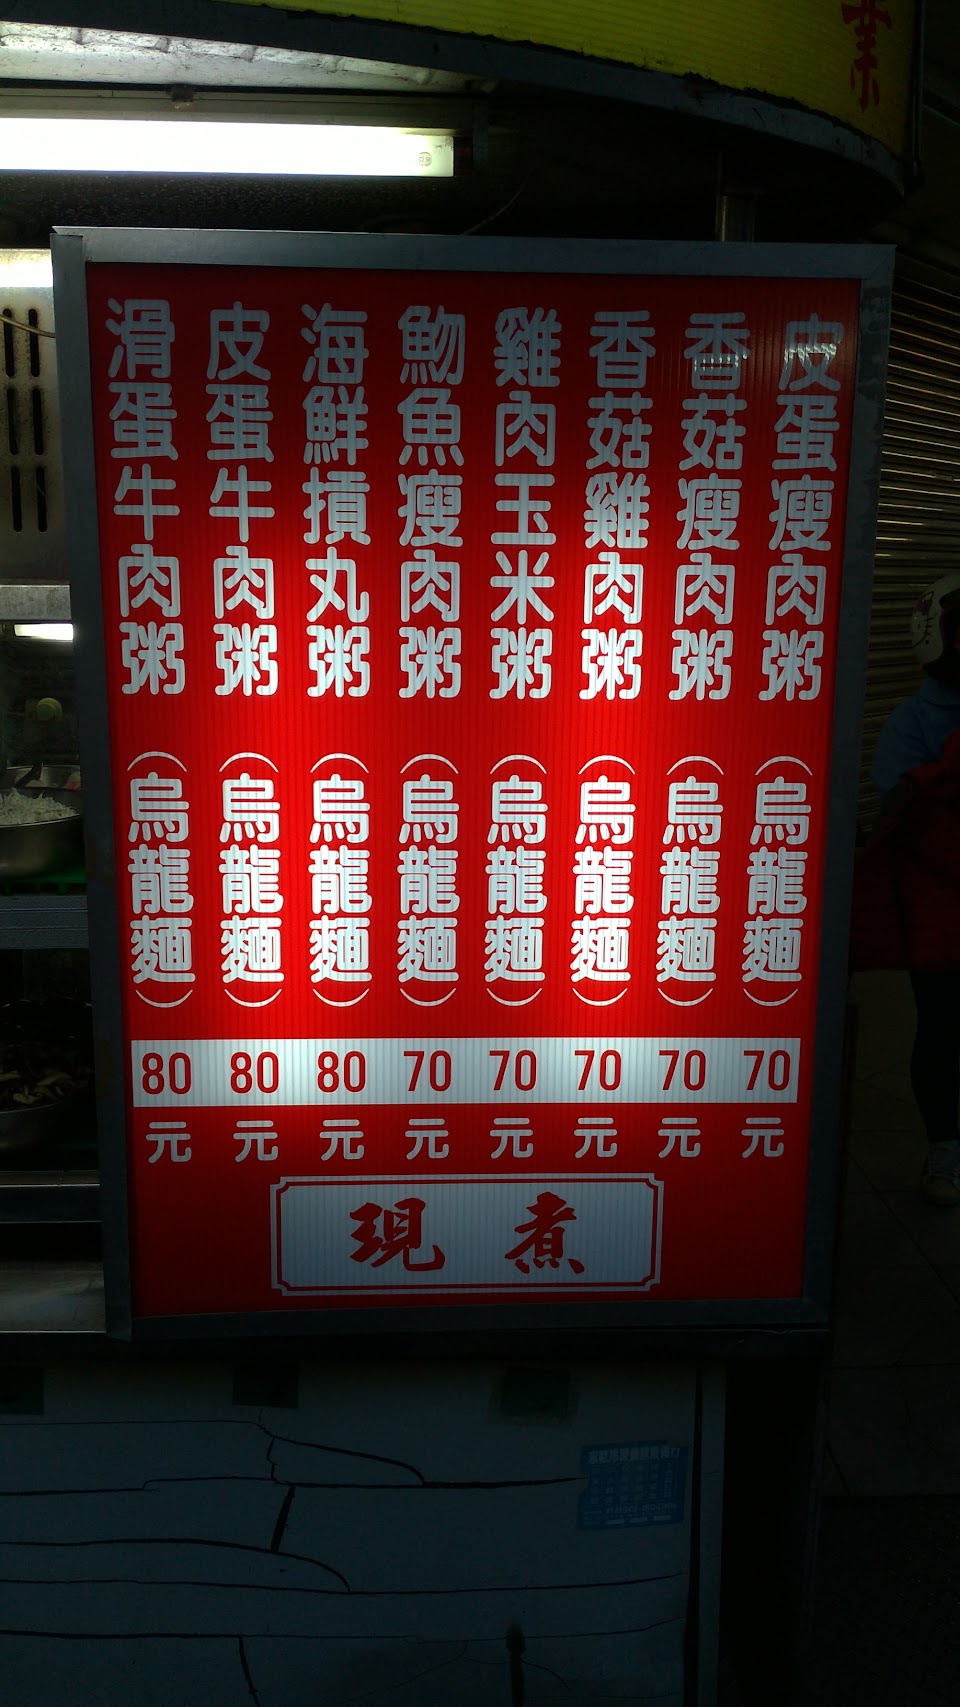 業
皮蛋瘦肉粥(烏龍麵)70元
香菇瘦肉粥(烏龍麵)70元
香菇雞肉粥(烏龍麵)70元
雞肉玉米粥(烏龍麵)70元
魩魚瘦肉粥(烏龍麵)70元
海鮮摃丸粥(烏龍麵)80元
皮蛋牛肉粥(烏龍麵)80元
滑蛋牛肉粥(烏龍麵)80元
現煮